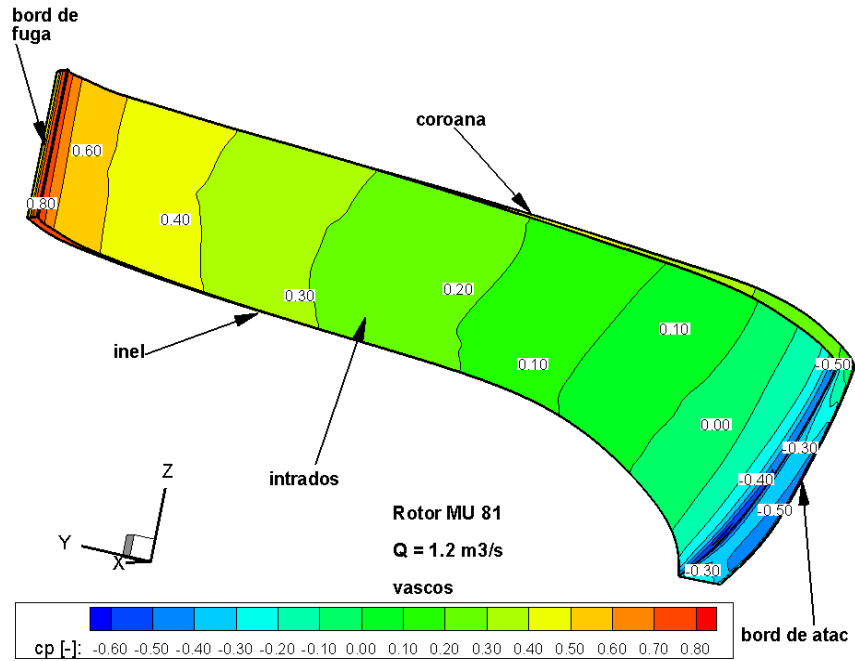 bord de
fuga
coroana
0.60
0.80
0.40
0.30
0.20
0.10
0.10
-0.50
inel
0.00
-0.30
intrados
-0.40
-0.50
Z
Y
X
Rotor MU 81
Q = 1.2 m3/s
vascos
-0.30
bord de atac
cp [-]: -0.60 -0.50 -0.40 -0.30 -0.20 -0.10 0.00 0.10 0.20 0.30 0.40 0.50 0.60 0.70 0.80